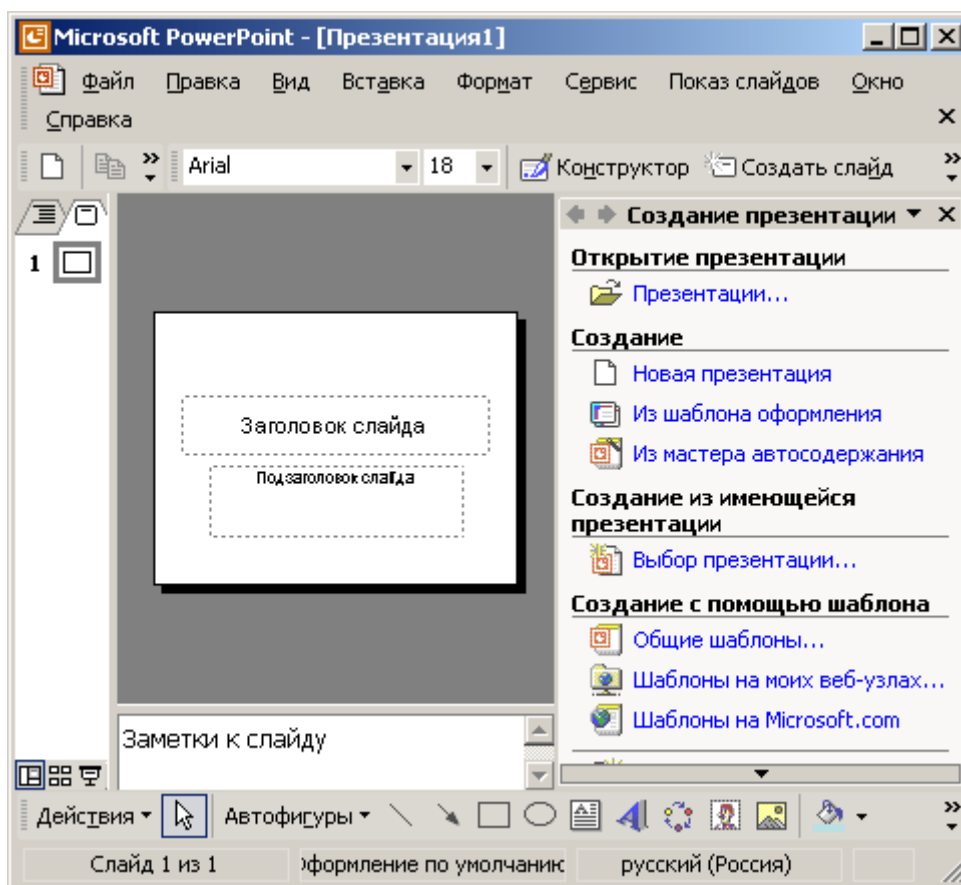 Microsoft PowerPoint - [Презентация1]
Файл Правка Вид Вставка Формат Сервис Показ слайдов Окно
Справка
Arial 18 Конструктор Создать слайд
Создание презентации
1
Открытие презентации
Презентации...
Создание
Новая презентация
Из шаблона оформления
Из мастера автосодержания
Создание из имеющейся
презентации
Выбор презентации...
Создание с помощью шаблона
Общие шаблоны...
Шаблоны на моих веб-узлах...
Шаблоны на Microsoft.com
Заголовок слайда
Подзаголовок слайда
Заметки к слайду
Действия Автофигуры
Слайд 1 из 1 оформление по умолчанию русский (Россия)